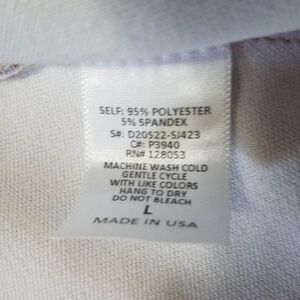 SELF: 95% POLYESTER
5% SPANDEX
S#: D20522-SJ423
C#: P3940
RN# 128053
MACHINE WASH COLD
GENTLE CYCLE
WITH LIKE COLORS
HANG TO DRY
DO NOT BLEACH
L
MADE IN USA